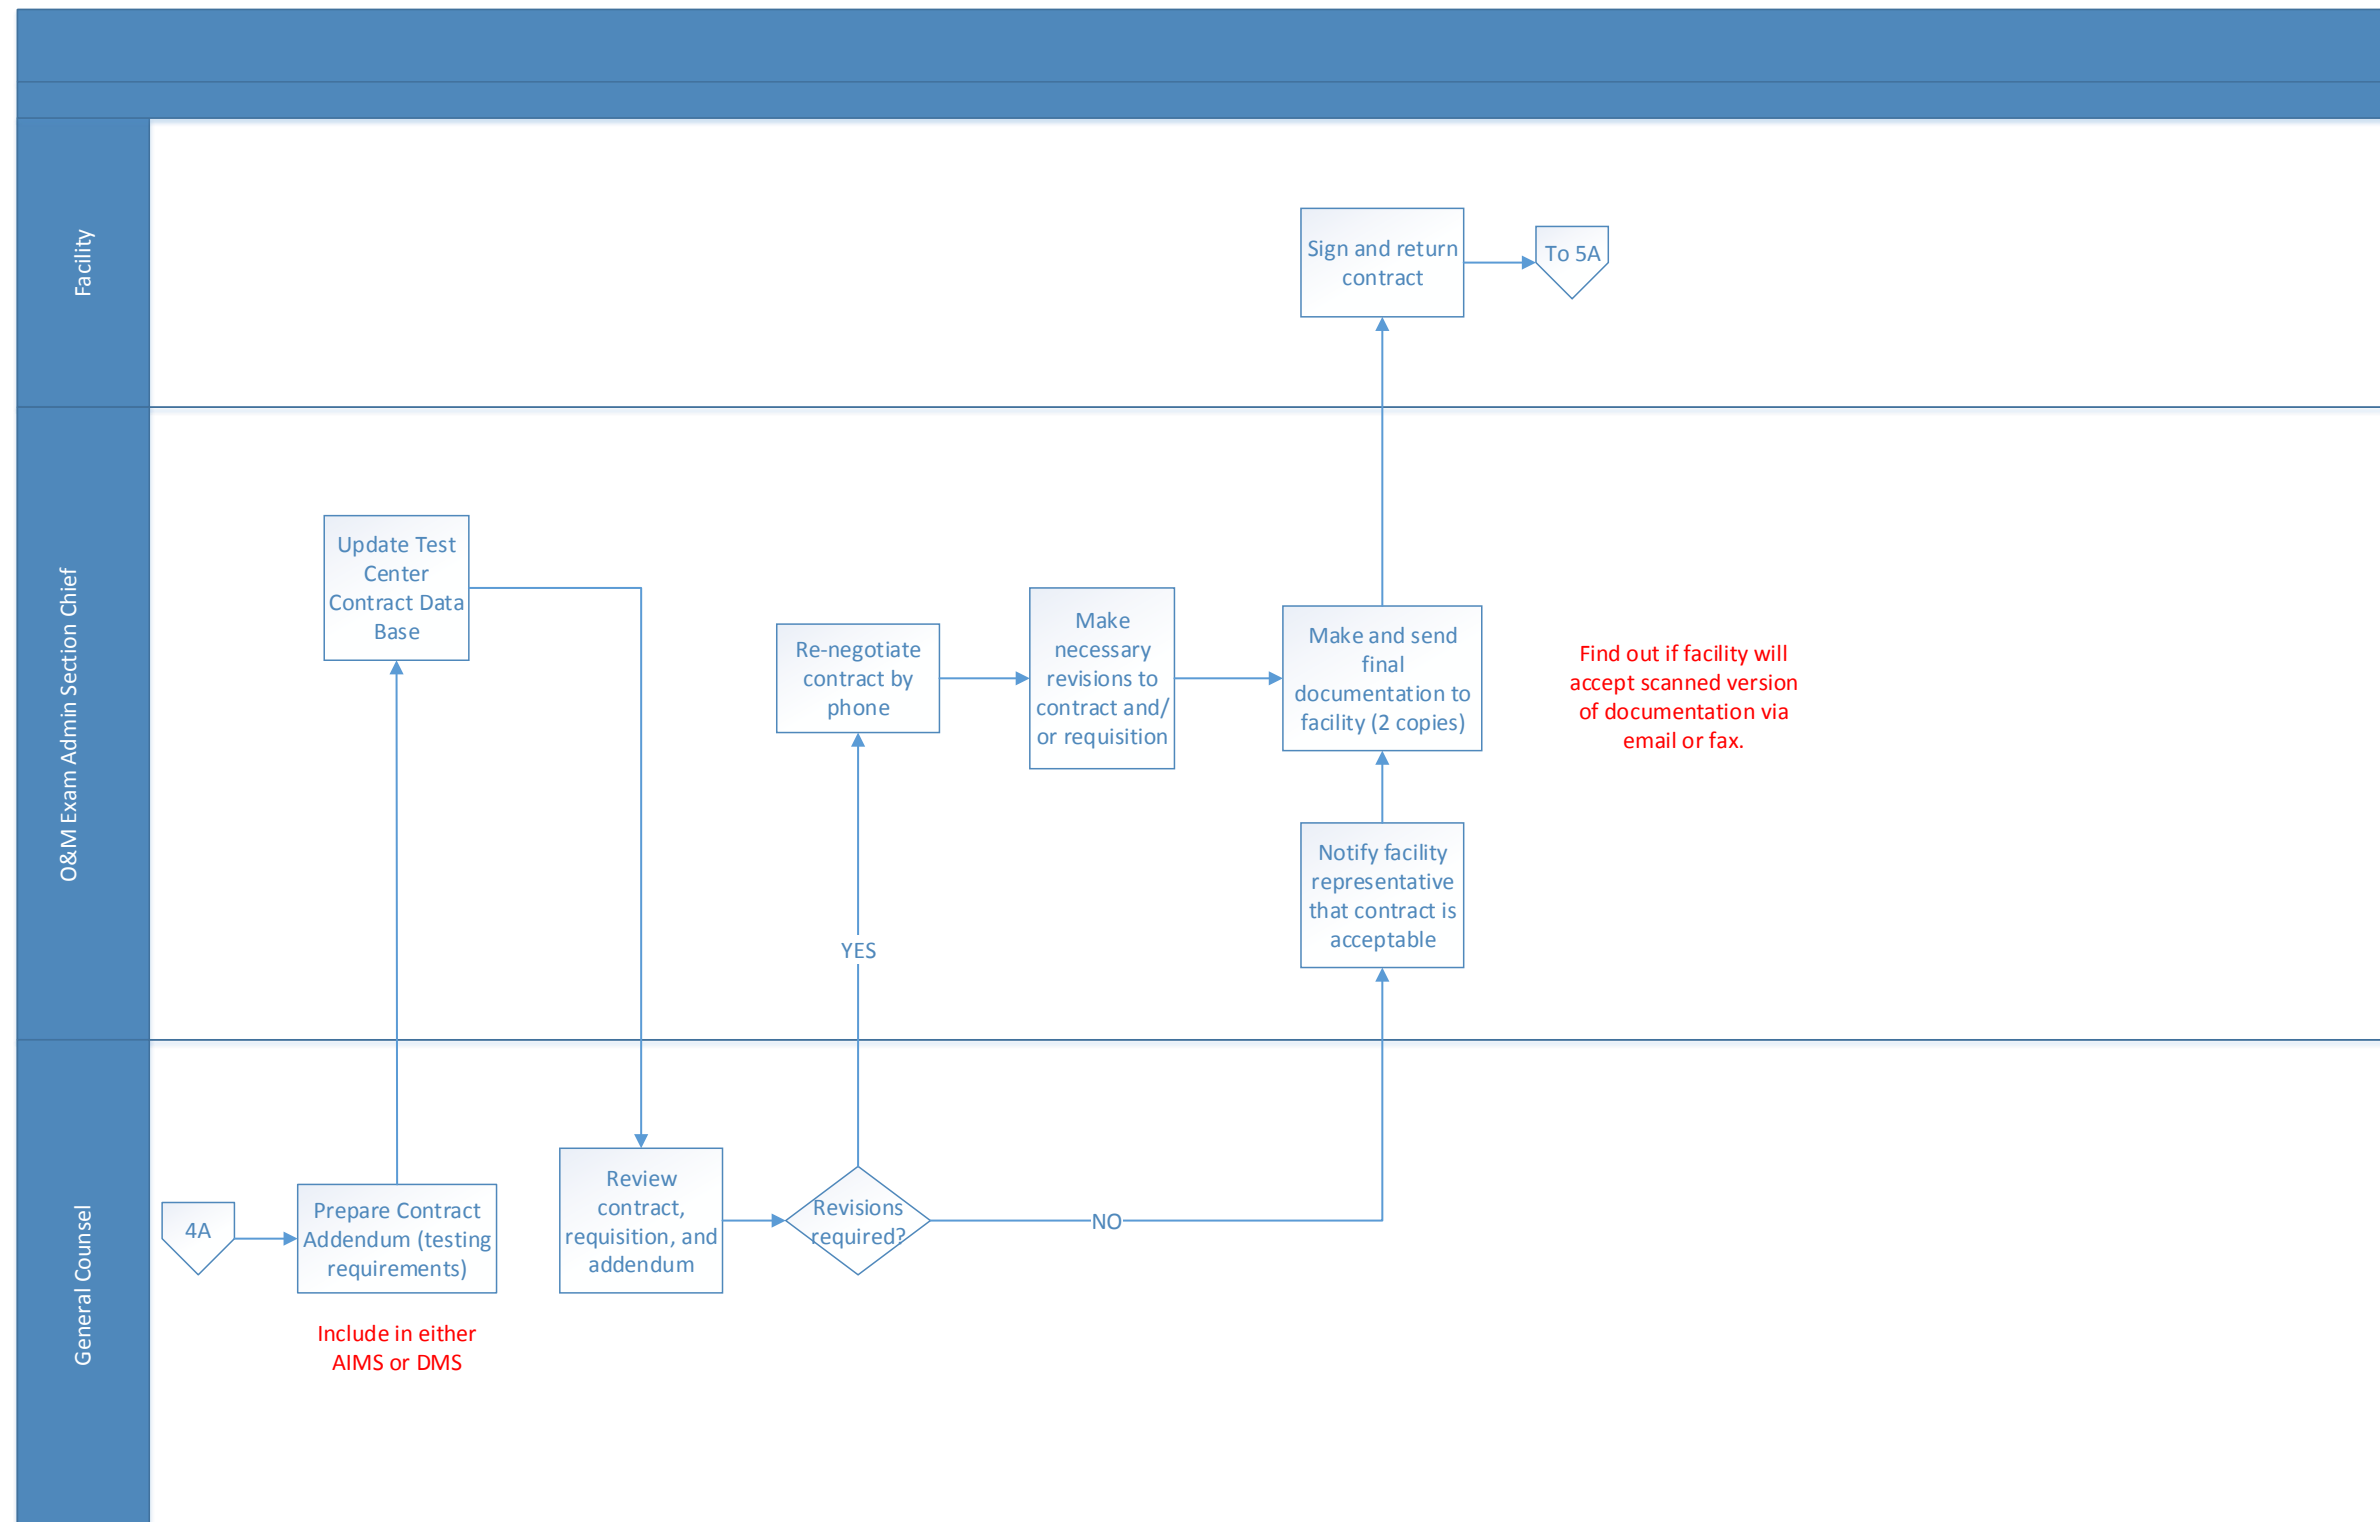 Facility
Sign and return
contract
To 5A
O&M Exam Admin Section Chief
Update Test
Center
Contract Data
Base
Re-negotiate
contract by
phone
Make
necessary
revisions to
contract and/
or requisition
Make and send
final
documentation to
facility (2 copies)
Find out if facility will
accept scanned version
of documentation via
email or fax.
Notify facility
representative
that contract is
acceptable
YES
General Counsel
4A
Prepare Contract
Addendum (testing
requirements)
Include in either
AIMS or DMS
Review
contract,
requisition, and
addendum
Revisions
required?
NO